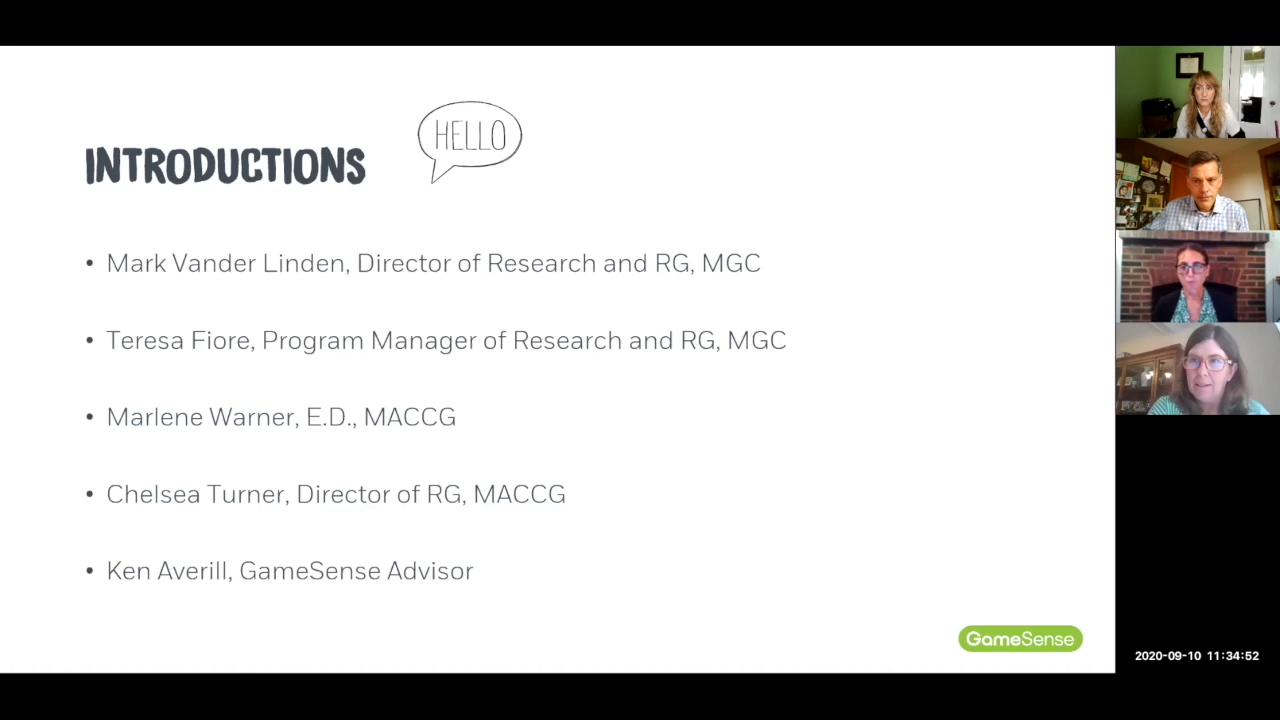 HELLO
INTRODUCTIONS
• Mark Vander Linden, Director of Research and RG, MGC
• Teresa Fiore, Program Manager of Research and RG, MGC
• Marlene Warner, E.D., MACCG
• Chelsea Turner, Director of RG, MACCG
• Ken Averill, GameSense Advisor
GameSense
2020-09-10 11:34:52